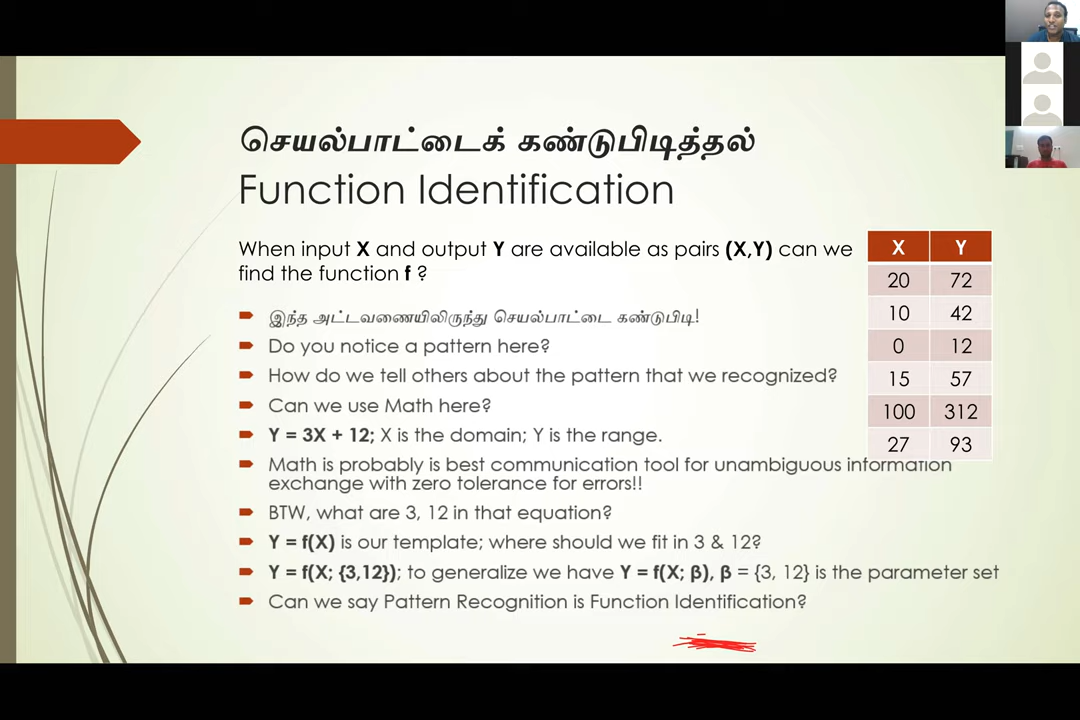 செயல்பாட்டைக் கண்டுபிடித்தல்
Function Identification
When input X and output Y are available as pairs (X,Y) can we
find the function f ?
இந்த அட்டவணையிலிருந்து செயல்பாட்டை கண்டுபிடி!
Do you notice a pattern here?
How do we tell others about the pattern that we recognized?
Can we use Math here?
Y = 3X + 12; X is the domain; Y is the range.
Math is probably is best communication tool for unambiguous information
exchange with zero tolerance for errors!!
BTW, what are 3, 12 in that equation?
Y = f(X) is our template; where should we fit in 3 & 12?
Y = f(X; {3,12}); to generalize we have Y = f(X; β), β = {3, 12} is the parameter set
Can we say Pattern Recognition is Function Identification?
X Y
20 72
10 42
0 12
15 57
100 312
27 93